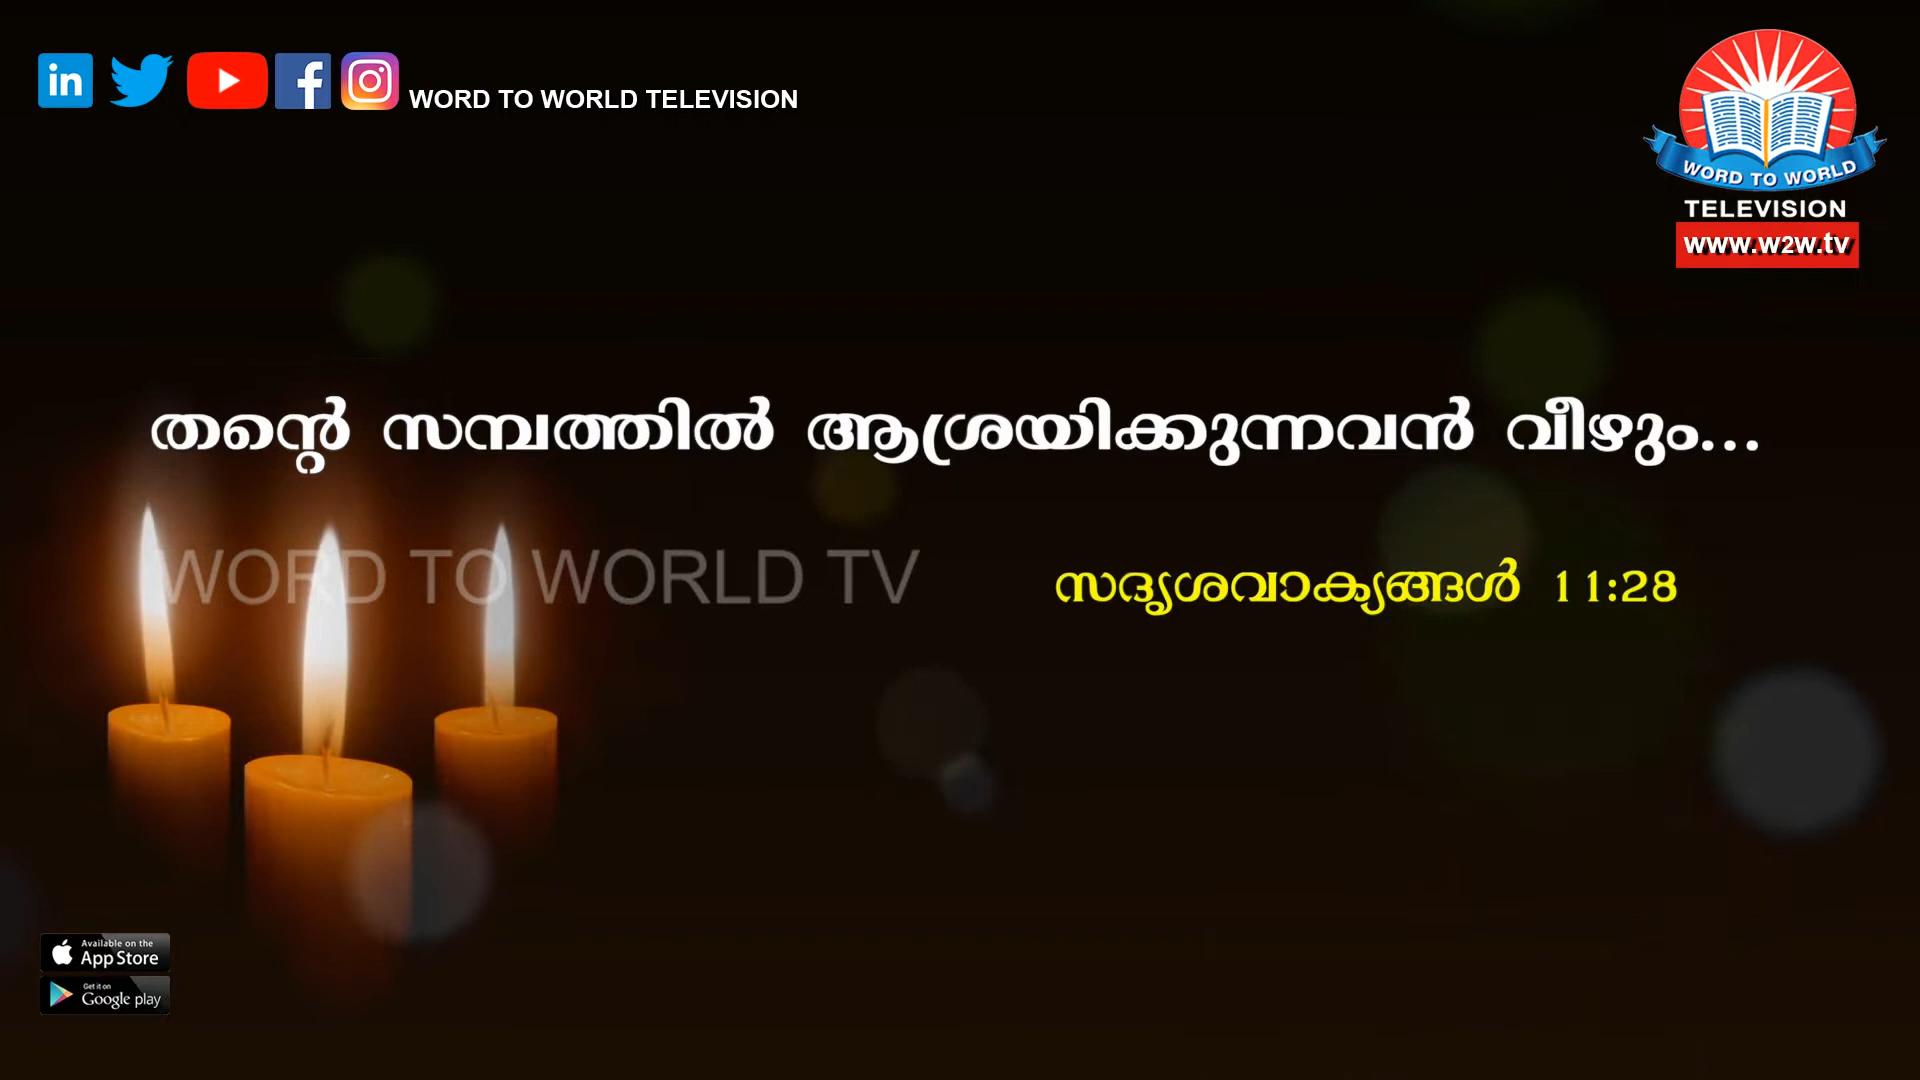 in f WORD TO WORLD TELEVISION
WORD TO WORLD
TELEVISION
www.w2w.tv
തന്റെ സമ്പത്തിൽ ആശ്രയിക്കുന്നവൻ വീഴും...
WORD TO WORLD TV
സദൃശവാക്യങ്ങൾ 11:28
Available on the
App Store
Get it on
Google play